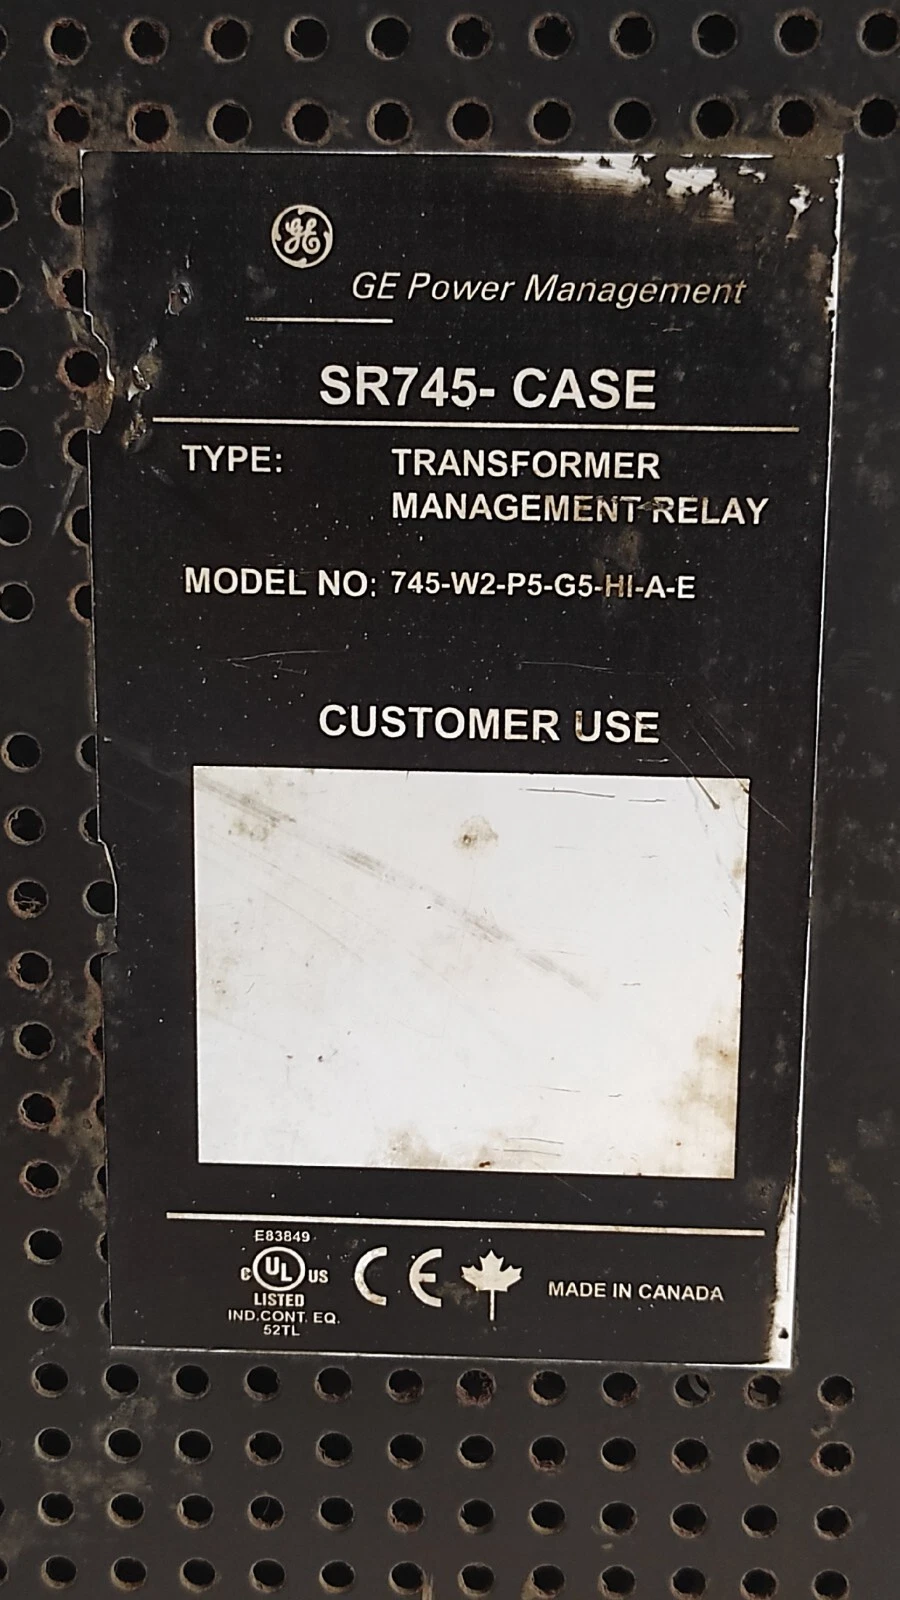 GE
GE Power Management
SR745- CASE
TYPE: TRANSFORMER
MANAGEMENT RELAY
MODEL NO: 745-W2-P5-G5-HI-A-E
CUSTOMER USE
E83849
C UL US
LISTED
IND.CONT. EQ.
52TL
CE
MADE IN CANADA